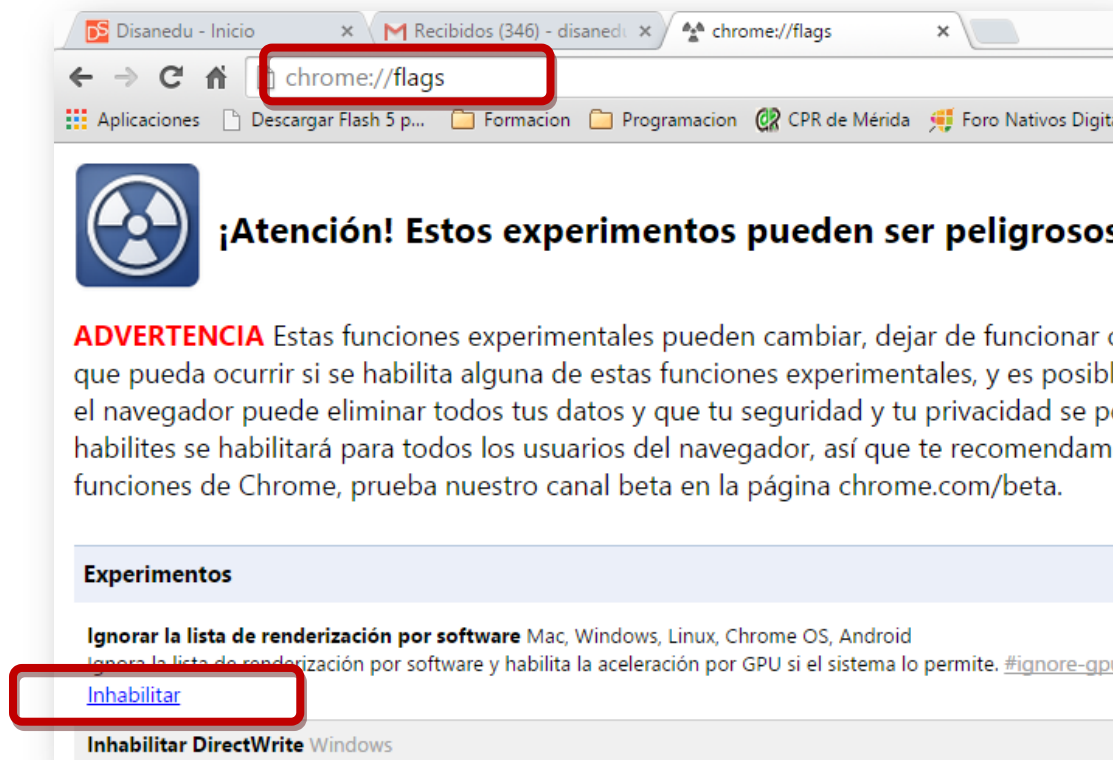 Disanedu - Inicio
Recibidos (346) - disanedu
chrome://flags
chrome://flags
Aplicaciones
Descargar Flash 5 p...
Formacion
Programacion
CPR de Mérida
Foro Nativos Digita
¡Atención! Estos experimentos pueden ser peligrosos
ADVERTENCIA Estas funciones experimentales pueden cambiar, dejar de funcionar
que pueda ocurrir si se habilita alguna de estas funciones experimentales, y es posibl
el navegador puede eliminar todos tus datos y que tu seguridad y tu privacidad se p
habilites se habilitará para todos los usuarios del navegador, así que te recomendam
funciones de Chrome, prueba nuestro canal beta en la página chrome.com/beta.
Experimentos
Ignorar la lista de renderización por software Mac, Windows, Linux, Chrome OS, Android
Ignora la lista de renderización por software y habilita la aceleración por GPU si el sistema lo permite. #ignore-gpu
Inhabilitar
Inhabilitar DirectWrite Windows